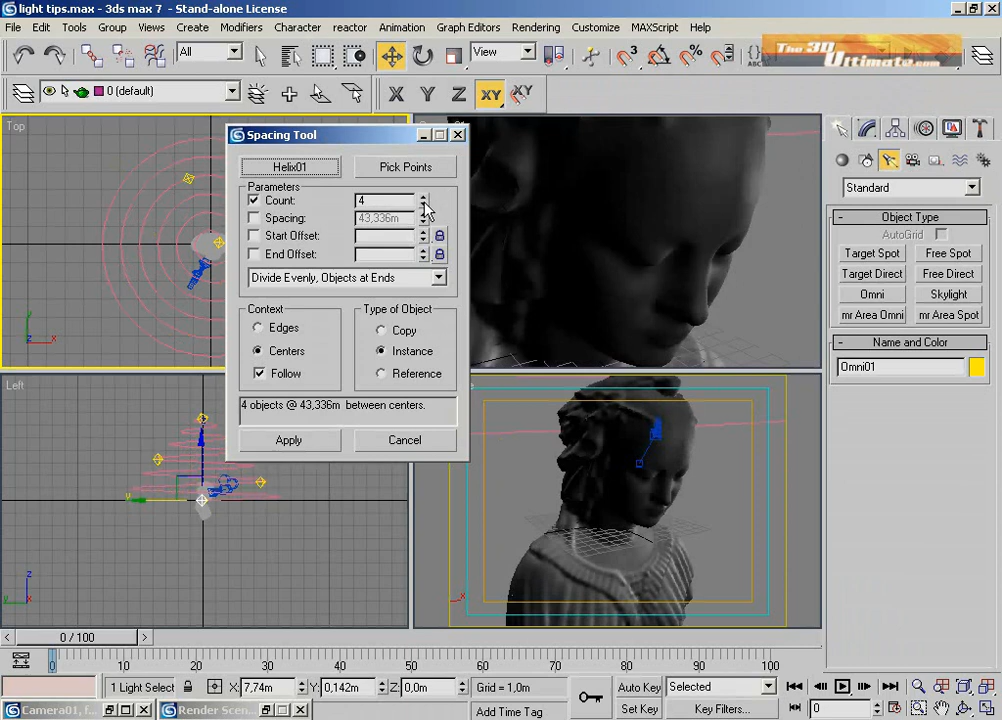 light tips.max - 3ds max 7 - Stand-alone License
File Edit Tools Group Views Create Modifiers Character reactor Animation Graph Editors Rendering Customize MAXScript Help
All
View
The 3D Ultimate.com
0 (default)
X Y Z XY XY
Top
Spacing Tool
Helix01 Pick Points
Parameters
Count: 4
Spacing: 43,336m
Start Offset:
End Offset:
Divide Evenly, Objects at Ends
Context
Edges
Centers
Follow
Type of Object
Copy
Instance
Reference
4 objects @ 43,336m between centers.
Apply Cancel
Left
Standard
Object Type
AutoGrid
Target Spot Free Spot
Target Direct Free Direct
Omni Skylight
mr Area Omni mr Area Spot
Name and Color
Omni01
0 / 100
0 10 20 30 40 50 60 70 80 90 100
1 Light Select X: 7,74m Y: 0,142m Z: 0,0m Grid = 1,0m
Auto Key Selected
Add Time Tag Set Key Key Filters... 0
Camera01, f Render Scen